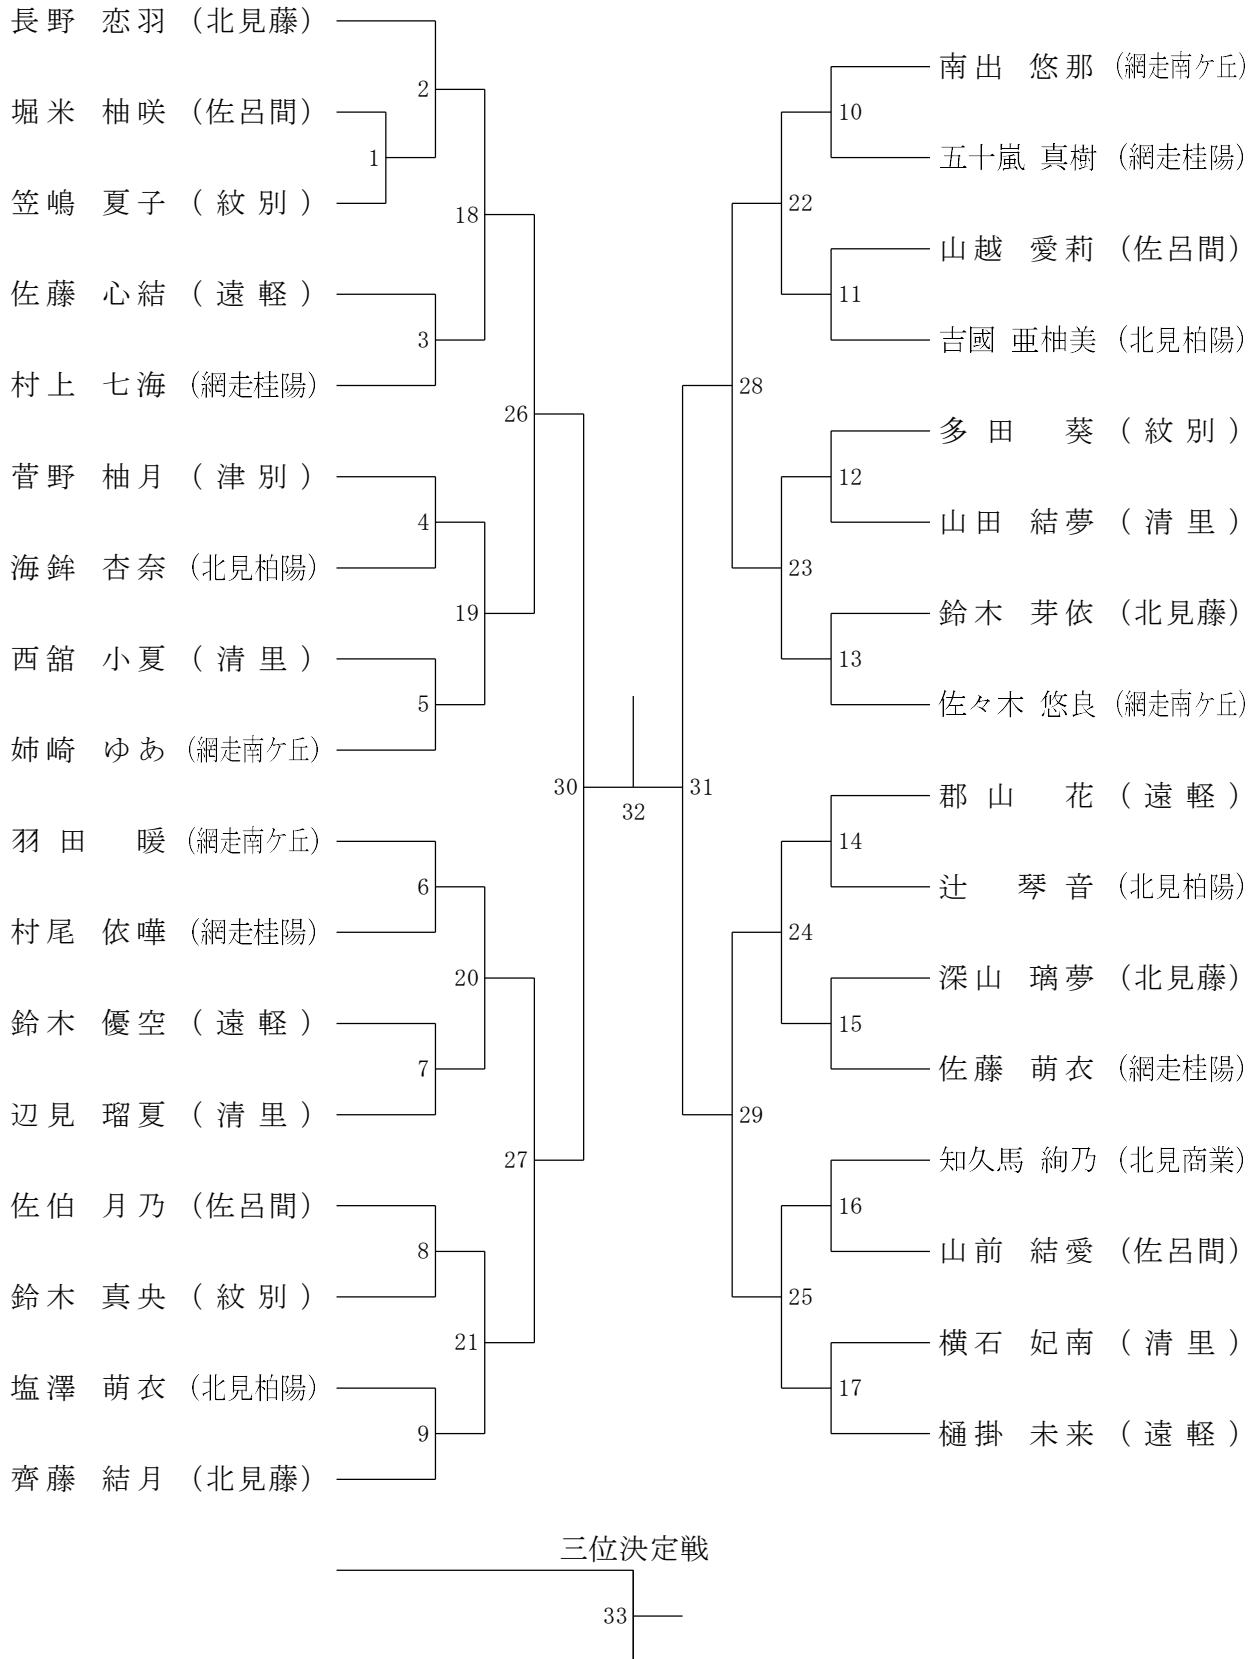 長野 恋羽 (北見藤)
堀米 柚咲 (佐呂間)
笠嶋 夏子 (紋別)
佐藤 心結 (遠軽)
村上 七海 (網走桂陽)
菅野 柚月 (津別)
海鉾 杏奈 (北見柏陽)
西舘 小夏 (清里)
姉崎 ゆあ (網走南ケ丘)
羽田 暖 (網走南ケ丘)
村尾 依曄 (網走桂陽)
鈴木 優空 (遠軽)
辺見 瑠夏 (清里)
佐伯 月乃 (佐呂間)
鈴木 真央 (紋別)
塩澤 萌衣 (北見柏陽)
齊藤 結月 (北見藤)
1
2
3
4
5
6
7
8
9
18
19
20
21
26
27
30
32
31
28
29
22
23
24
25
10
11
12
13
14
15
16
17
南出 悠那 (網走南ケ丘)
五十嵐 真樹 (網走桂陽)
山越 愛莉 (佐呂間)
吉國 亜柚美 (北見柏陽)
多田 葵 (紋別)
山田 結夢 (清里)
鈴木 芽依 (北見藤)
佐々木 悠良 (網走南ケ丘)
郡山 花 (遠軽)
辻 琴音 (北見柏陽)
深山 璃夢 (北見藤)
佐藤 萌衣 (網走桂陽)
知久馬 絢乃 (北見商業)
山前 結愛 (佐呂間)
横石 妃南 (清里)
樋掛 未来 (遠軽)
三位決定戦
33